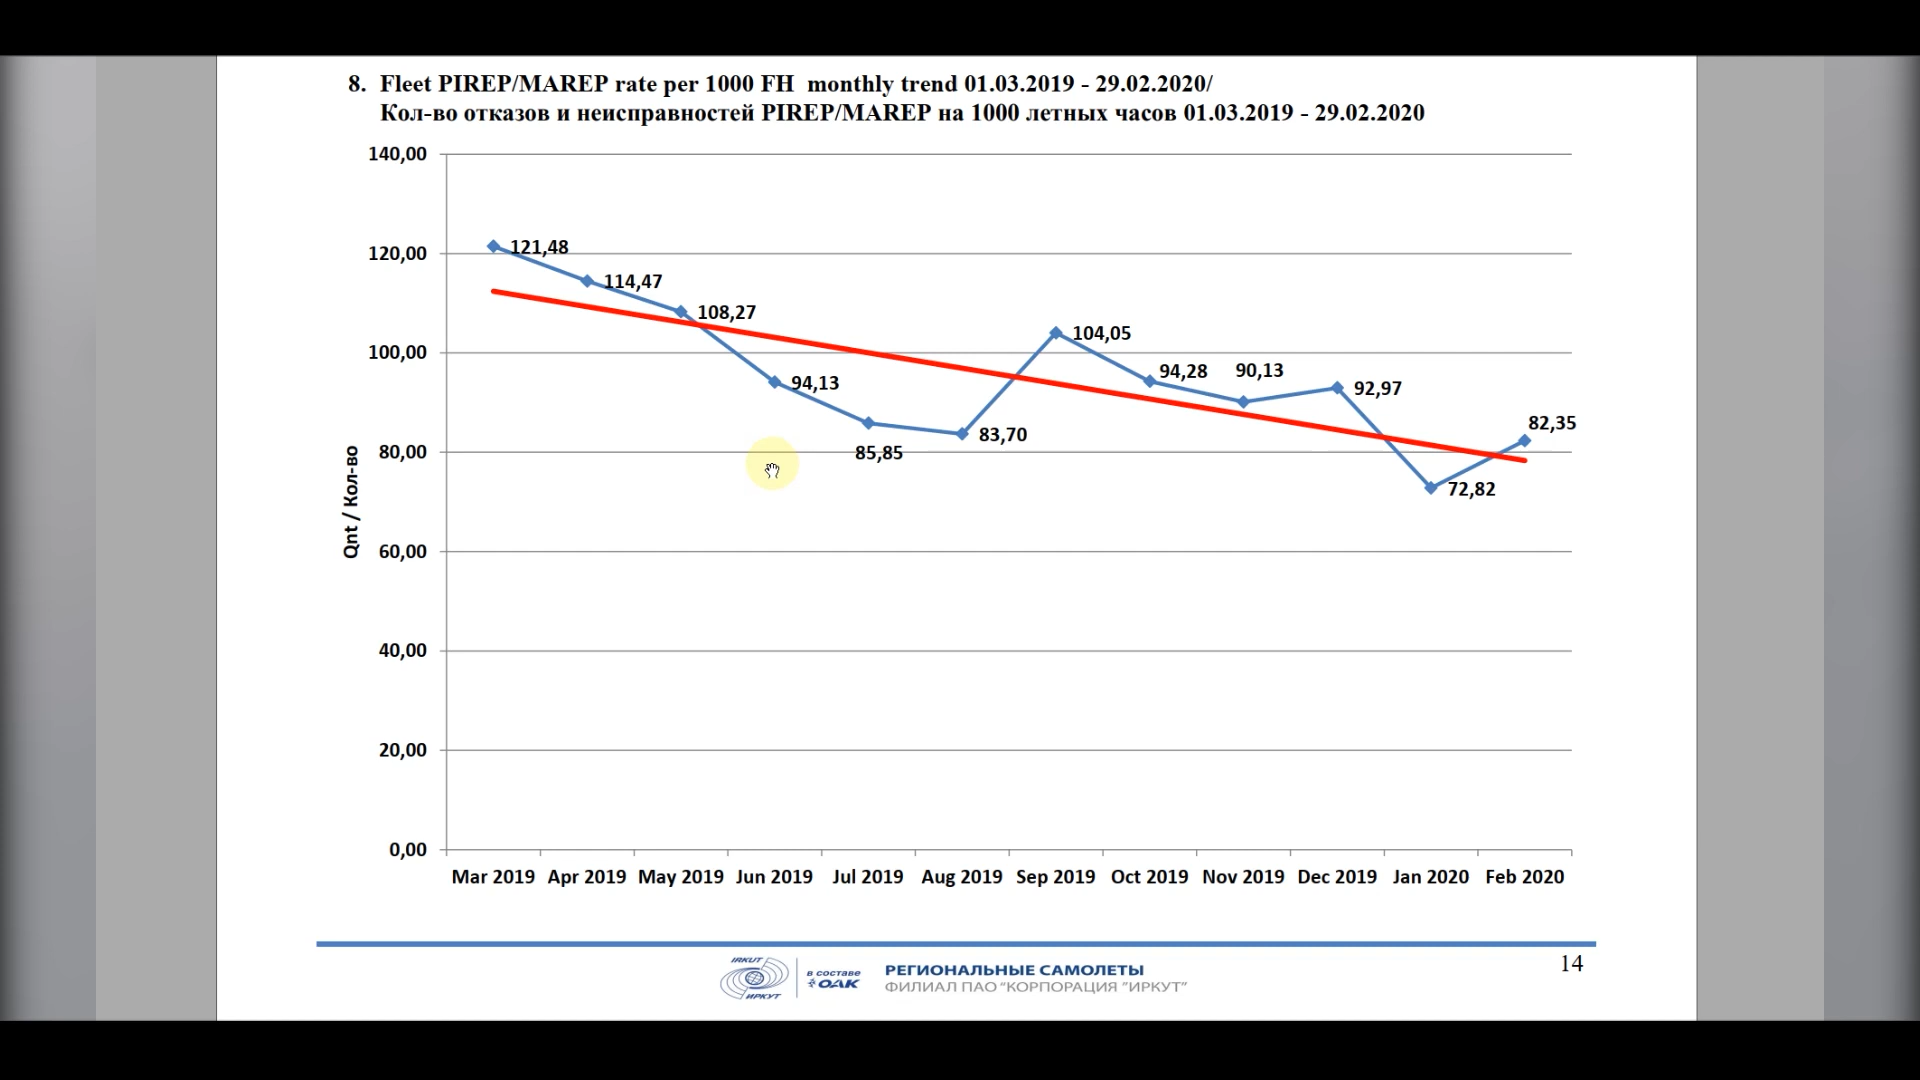 8. Fleet PIREP/MAREP rate per 1000 FH monthly trend 01.03.2019 - 29.02.2020/
Кол-во отказов и неисправностей PIREP/MAREP на 1000 летных часов 01.03.2019 - 29.02.2020
140,00
120,00
100,00
80,00
60,00
40,00
20,00
0,00
Qnt / Кол-во
121,48
114,47
108,27
94,13
85,85
83,70
104,05
94,28
90,13
92,97
72,82
82,35
Mar 2019 Apr 2019 May 2019 Jun 2019 Jul 2019 Aug 2019 Sep 2019 Oct 2019 Nov 2019 Dec 2019 Jan 2020 Feb 2020
IRKUT
ИРКУТ
в составе
ОАК
РЕГИОНАЛЬНЫЕ САМОЛЕТЫ
ФИЛИАЛ ПАО "КОРПОРАЦИЯ "ИРКУТ"
14